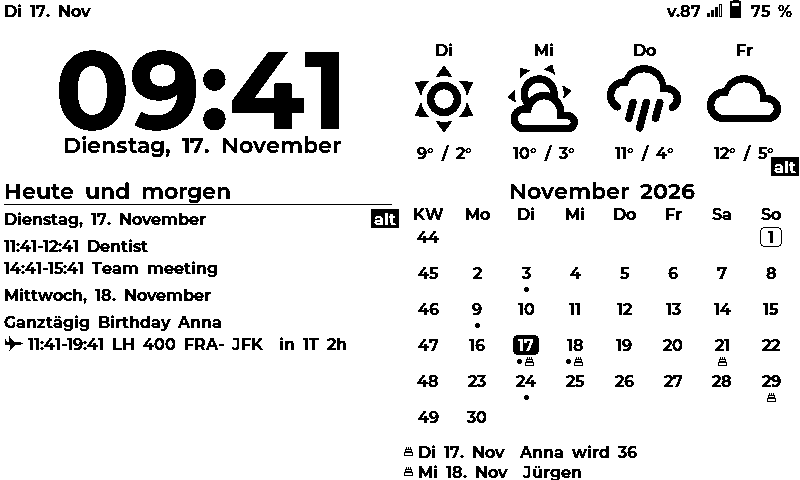 Di 17. Nov
v.87 75 %
09:41
Dienstag, 17. November
Di Mi Do Fr
9° / 2° 10° / 3° 11° / 4° 12° / 5°
alt
Heute und morgen
Dienstag, 17. November alt
11:41-12:41 Dentist
14:41-15:41 Team meeting
Mittwoch, 18. November
Ganztägig Birthday Anna
11:41-19:41 LH 400 FRA- JFK in 1T 2h
November 2026
KW Mo Di Mi Do Fr Sa So
44 1
45 2 3 4 5 6 7 8
46 9 10 11 12 13 14 15
47 16 17 18 19 20 21 22
48 23 24 25 26 27 28 29
49 30
Di 17. Nov Anna wird 36
Mi 18. Nov Jürgen